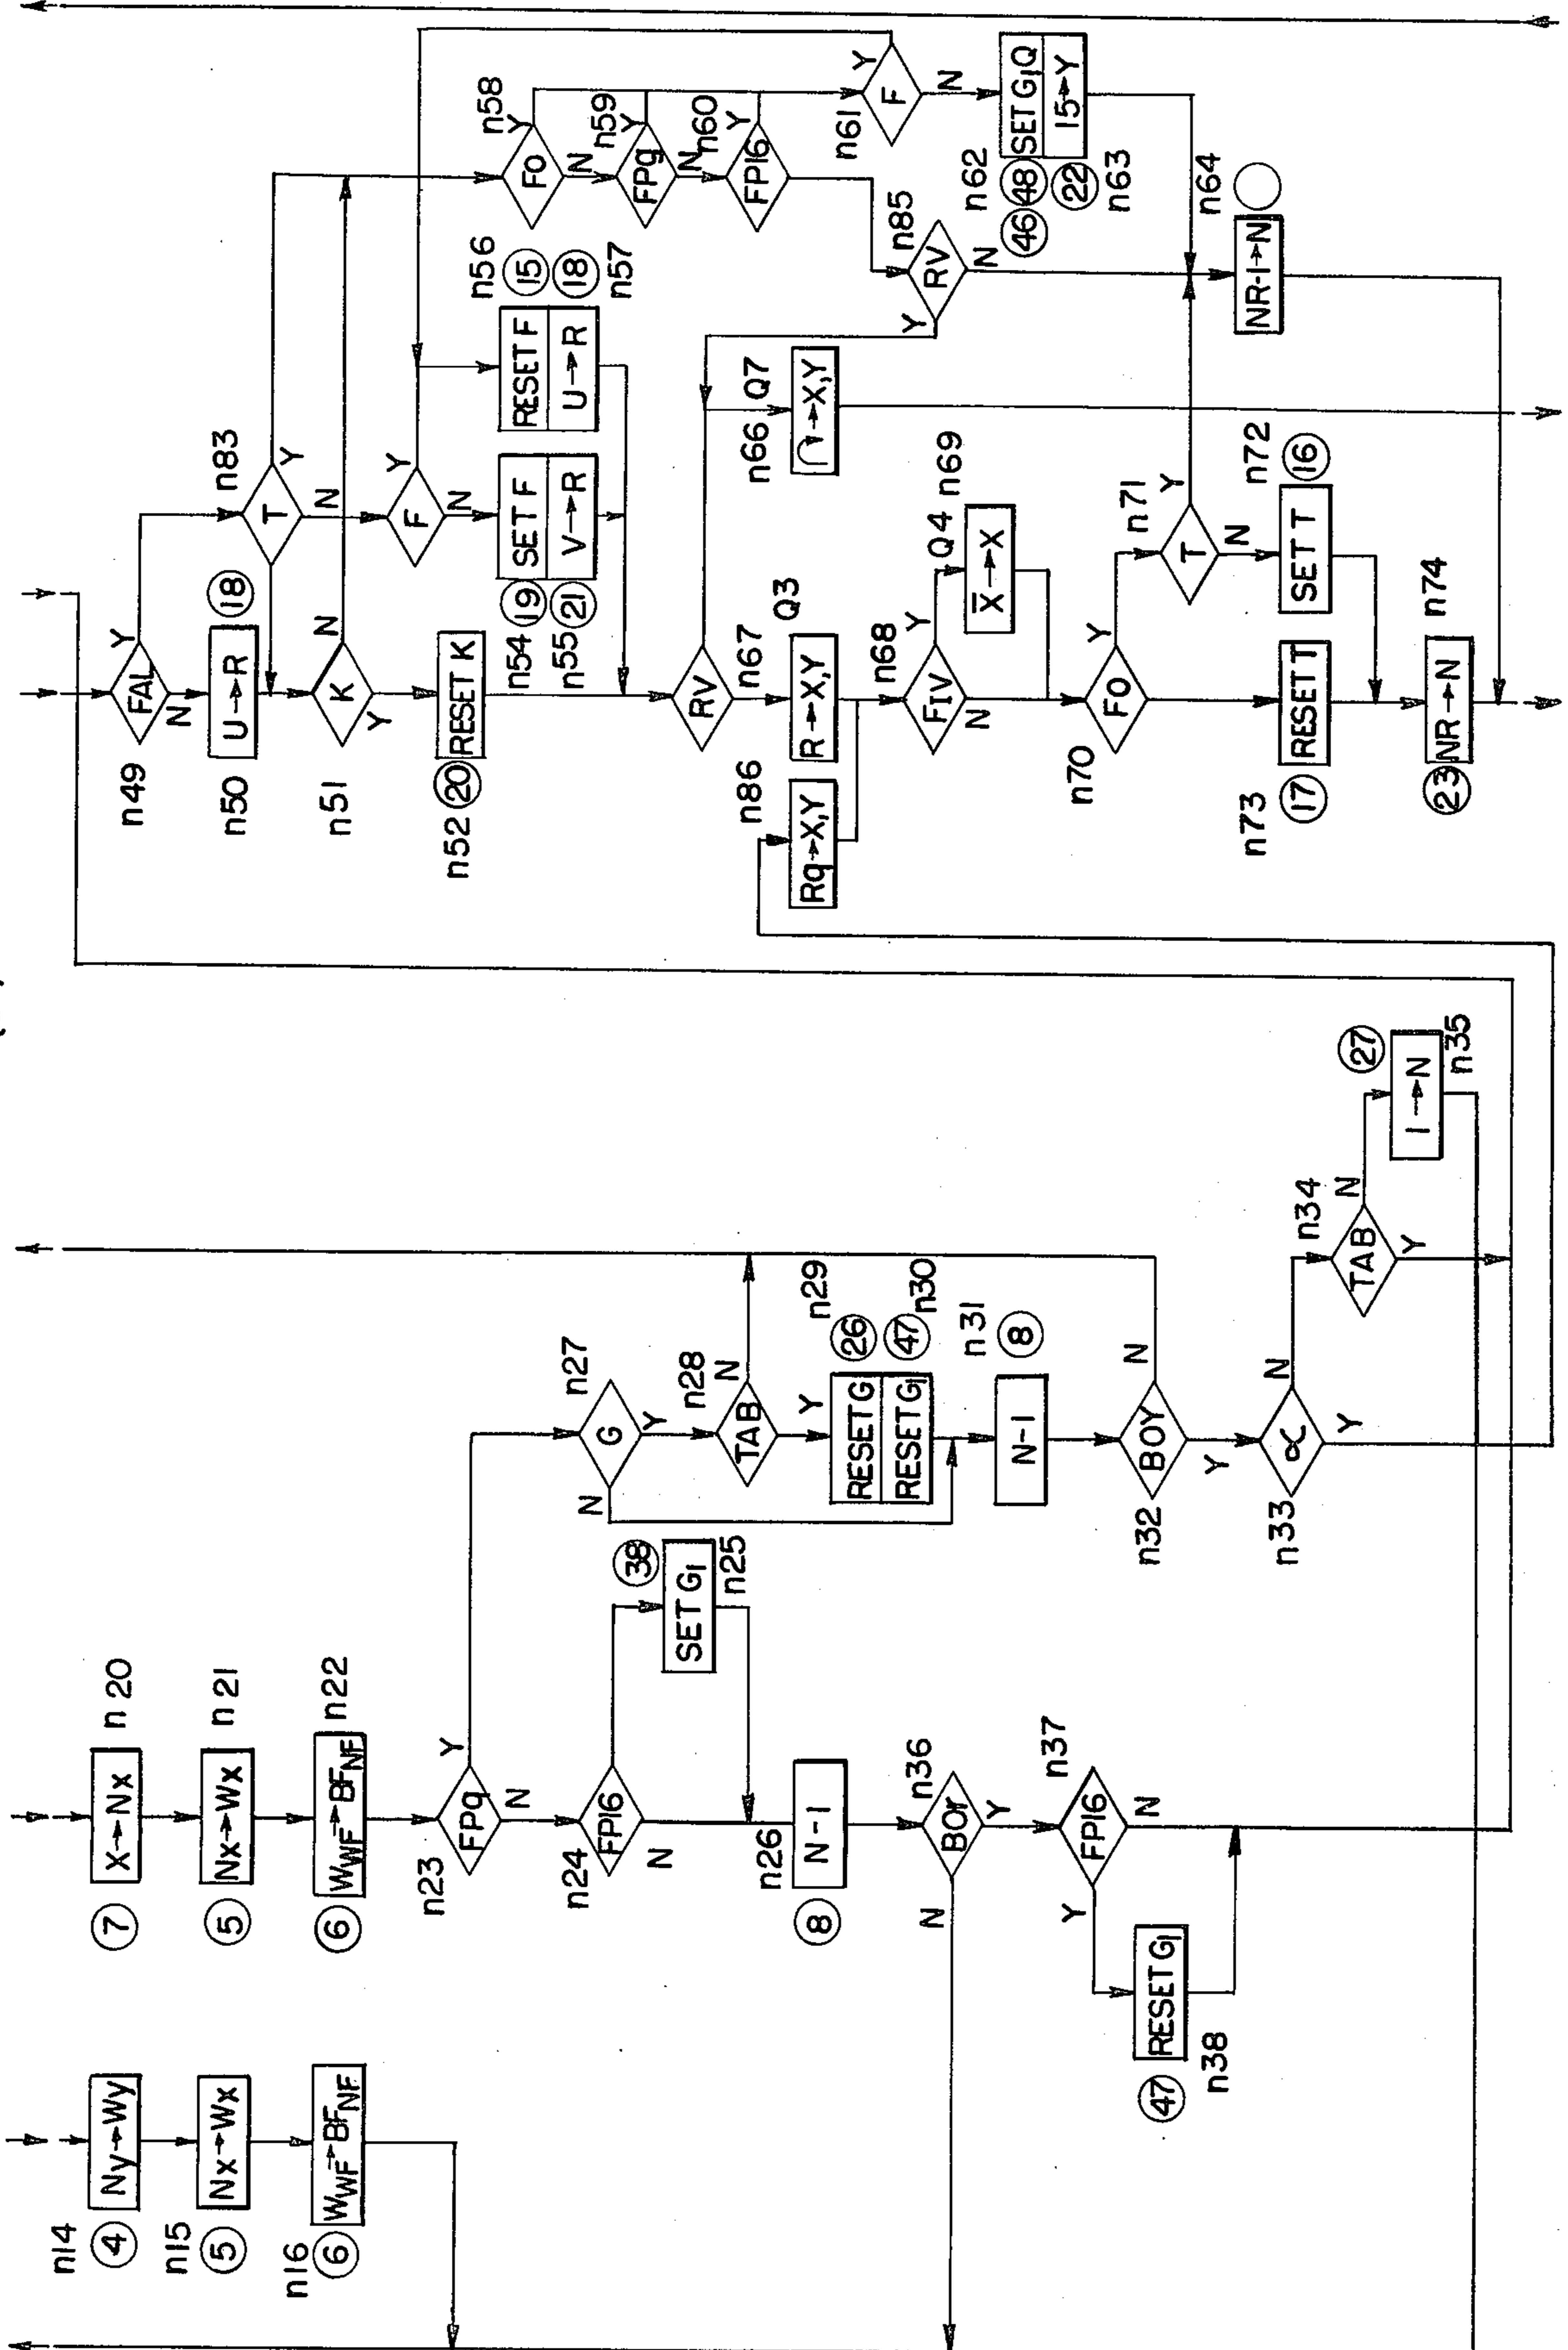 n14
④
Ny→Wy
n15
⑤
Nx→Wx
n16
⑥
WWF→BFNF
⑦
X→Nx
n20
⑤
Nx→Wx
n21
⑥
WWF→BFNF
n22
n23
FPq
Y
N
n24
FP16
N
㊳
SET G1
n25
n26
N-1
⑧
n36
BOr
N
Y
n37
FP16
Y
N
RESET G1
㊼
n38
n27
G
N
Y
n28
TAB
N
Y
n29
㉖
RESET G
RESET G1
㊼
n30
n31
N-1
⑧
n32
BOY
N
Y
n33
∝
N
Y
n34
TAB
N
Y
㉗
1→N
n35
n49
FAL
Y
N
n50
U→R
⑱
n83
T
Y
N
n51
K
N
Y
n52
⑳
RESET K
F
Y
N
n54
⑲
SET F
V→R
n55
㉑
n56
⑮
RESET F
U→R
⑱
n57
n58
FO
Y
N
n59
FPg
Y
N
n60
FP16
Y
n61
F
Y
N
n62
㊻
㊽
SET G1Q
15→Y
㉒
n63
n85
RV
Y
N
n64
NR-1→N
RV
n66
Q7
→X,Y
n67
Q3
R→X,Y
n86
Rq→X,Y
n68
FIV
Y
N
Q4
n69
X̄→X
n70
FO
Y
n71
T
Y
N
n72
⑯
SET T
n73
⑰
RESET T
n74
㉓
NR→N